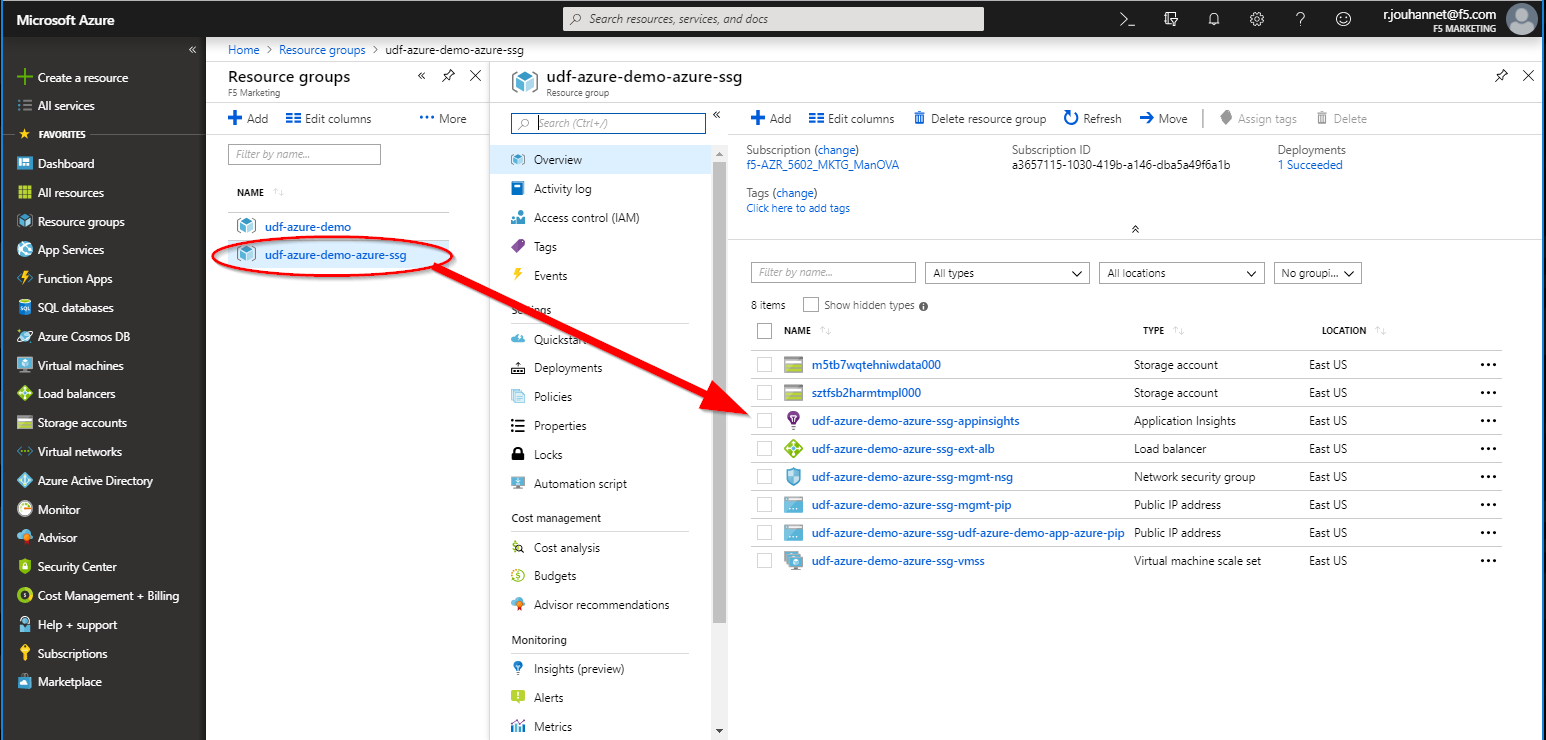 Microsoft Azure
Search resources, services, and docs
r.jouhannet@f5.com
F5 MARKETING
«
Create a resource
All services
FAVORITES
Dashboard
All resources
Resource groups
App Services
Function Apps
SQL databases
Azure Cosmos DB
Virtual machines
Load balancers
Storage accounts
Virtual networks
Azure Active Directory
Monitor
Advisor
Security Center
Cost Management + Billing
Help + support
Subscriptions
Marketplace
Home > Resource groups > udf-azure-demo-azure-ssg
Resource groups
F5 Marketing
Add Edit columns ••• More
Filter by name...
NAME
udf-azure-demo
udf-azure-demo-azure-ssg
udf-azure-demo-azure-ssg
Resource group
Search (Ctrl+/)
Overview
Activity log
Access control (IAM)
Tags
Events
Settings
Quickstart
Deployments
Policies
Properties
Locks
Automation script
Cost management
Cost analysis
Budgets
Advisor recommendations
Monitoring
Insights (preview)
Alerts
Metrics
Add Edit columns Delete resource group Refresh Move Assign tags Delete
Subscription (change) Subscription ID Deployments
f5-AZR_5602_MKTG_ManOVA a3657115-1030-419b-a146-dba5a49f6a1b 1 Succeeded
Tags (change)
Click here to add tags
Filter by name... All types All locations No groupi...
8 items Show hidden types
NAME TYPE LOCATION
m5tb7wqtehniwdata000 Storage account East US •••
sztfsb2harmtmpl000 Storage account East US •••
udf-azure-demo-azure-ssg-appinsights Application Insights East US •••
udf-azure-demo-azure-ssg-ext-alb Load balancer East US •••
udf-azure-demo-azure-ssg-mgmt-nsg Network security group East US •••
udf-azure-demo-azure-ssg-mgmt-pip Public IP address East US •••
udf-azure-demo-azure-ssg-udf-azure-demo-app-azure-pip Public IP address East US •••
udf-azure-demo-azure-ssg-vmss Virtual machine scale set East US •••